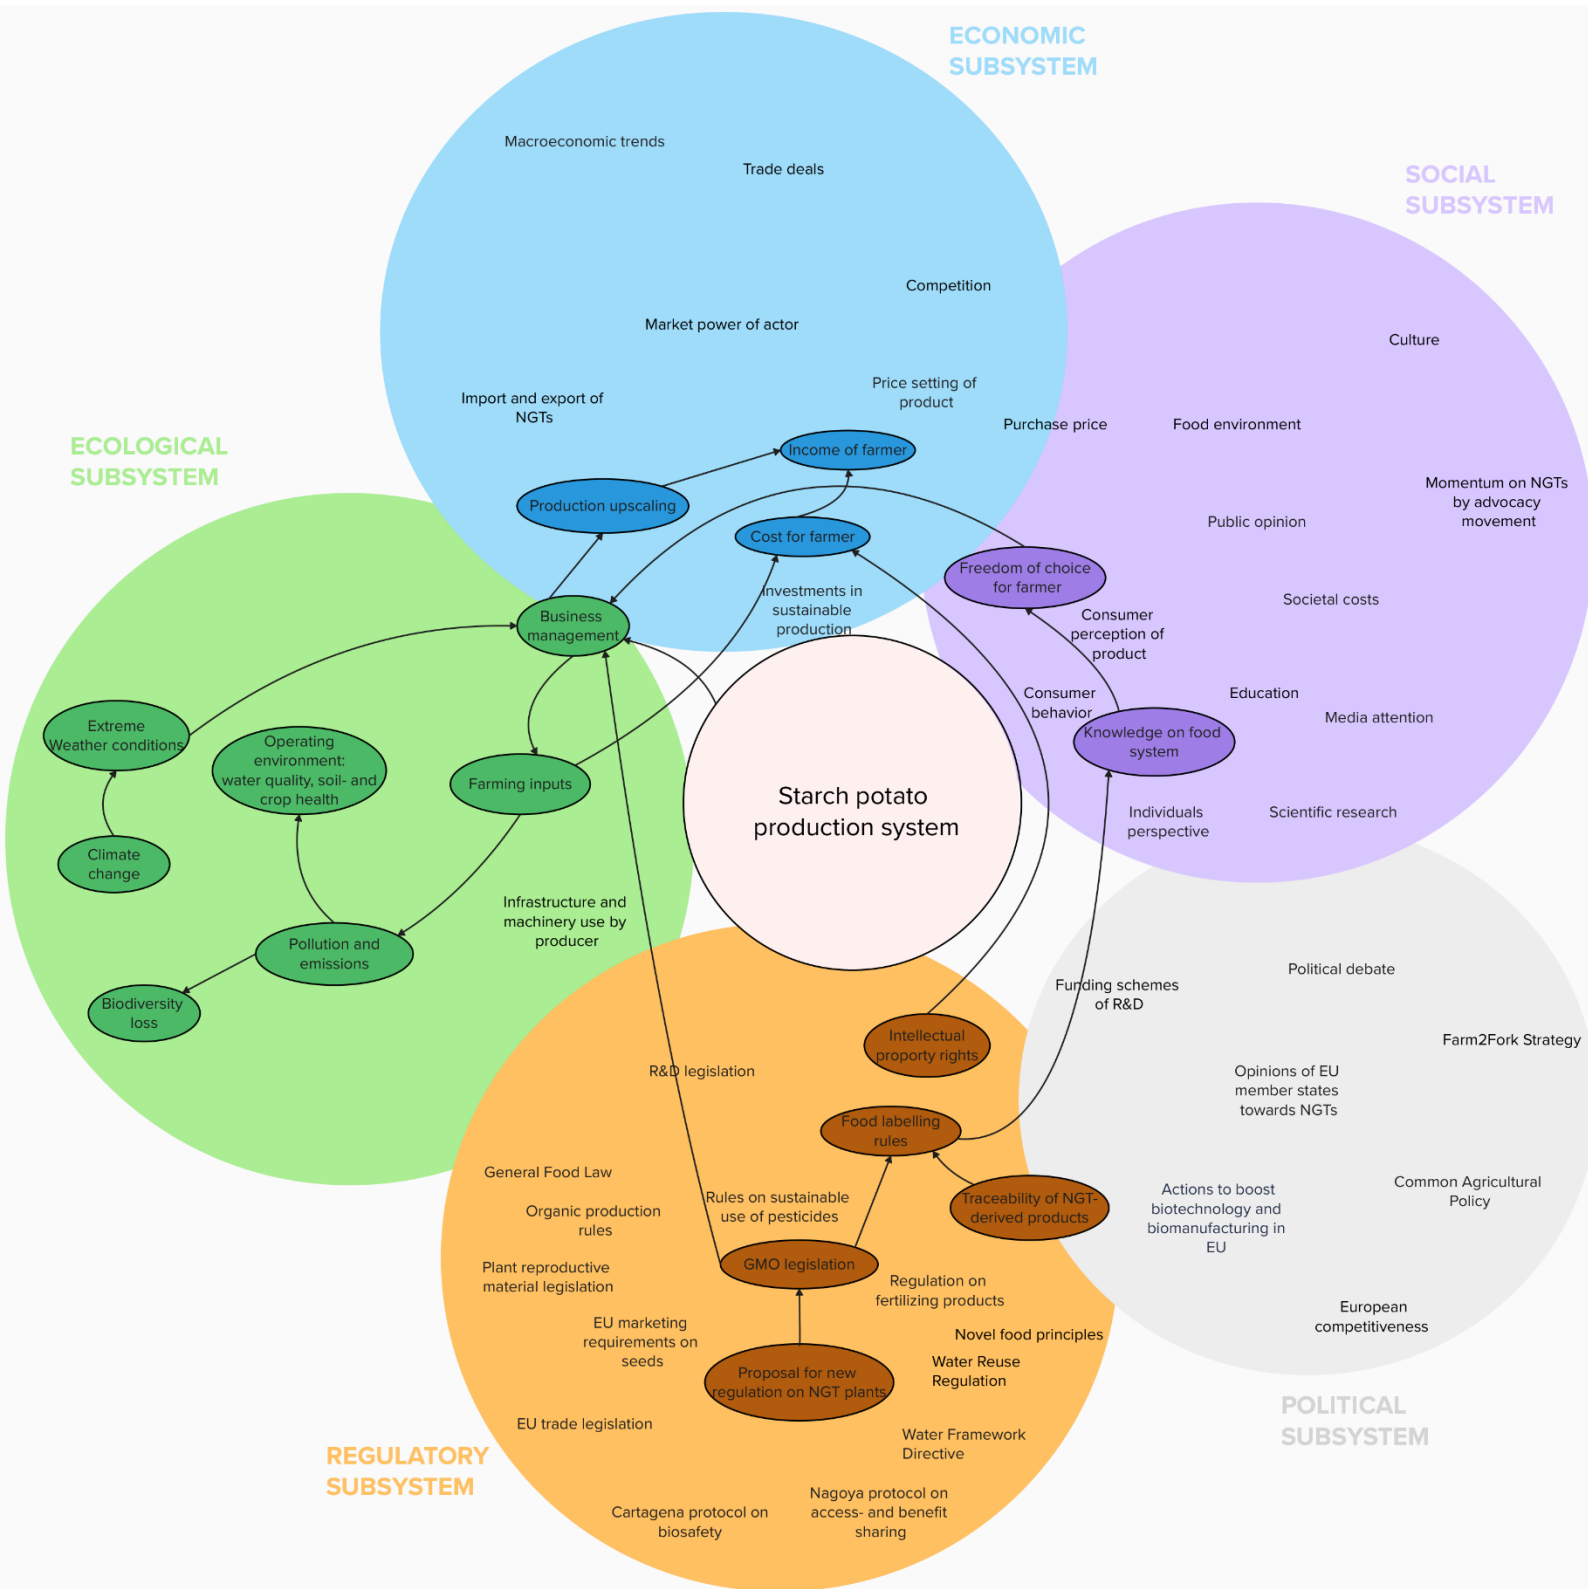 ECONOMIC
SUBSYSTEM
Macroeconomic trends
Trade deals
Competition
Market power of actor
Price setting of
product
Import and export of
NGTs
Income of farmer
Production upscaling
Cost for farmer
Investments in
sustainable
production
SOCIAL
SUBSYSTEM
Culture
Purchase price
Food environment
Momentum on NGTs
by advocacy
movement
Public opinion
Freedom of choice
for farmer
Societal costs
Consumer
perception of
product
Consumer
behavior
Education
Media attention
Knowledge on food
system
Individuals
perspective
Scientific research
ECOLOGICAL
SUBSYSTEM
Business
management
Extreme
Weather conditions
Operating
environment:
water quality, soil- and
crop health
Farming inputs
Climate
change
Infrastructure and
machinery use by
producer
Pollution and
emissions
Biodiversity
loss
Starch potato
production system
Funding schemes
of R&D
Political debate
Farm2Fork Strategy
Opinions of EU
member states
towards NGTs
Actions to boost
biotechnology and
biomanufacturing in
EU
Common Agricultural
Policy
European
competitiveness
POLITICAL
SUBSYSTEM
Intellectual
property rights
R&D legislation
Food labelling
rules
General Food Law
Rules on sustainable
use of pesticides
Traceability of NGT-
derived products
Organic production
rules
GMO legislation
Plant reproductive
material legislation
Regulation on
fertilizing products
EU marketing
requirements on
seeds
Novel food principles
Water Reuse
Regulation
Proposal for new
regulation on NGT plants
EU trade legislation
Water Framework
Directive
REGULATORY
SUBSYSTEM
Cartagena protocol on
biosafety
Nagoya protocol on
access- and benefit
sharing